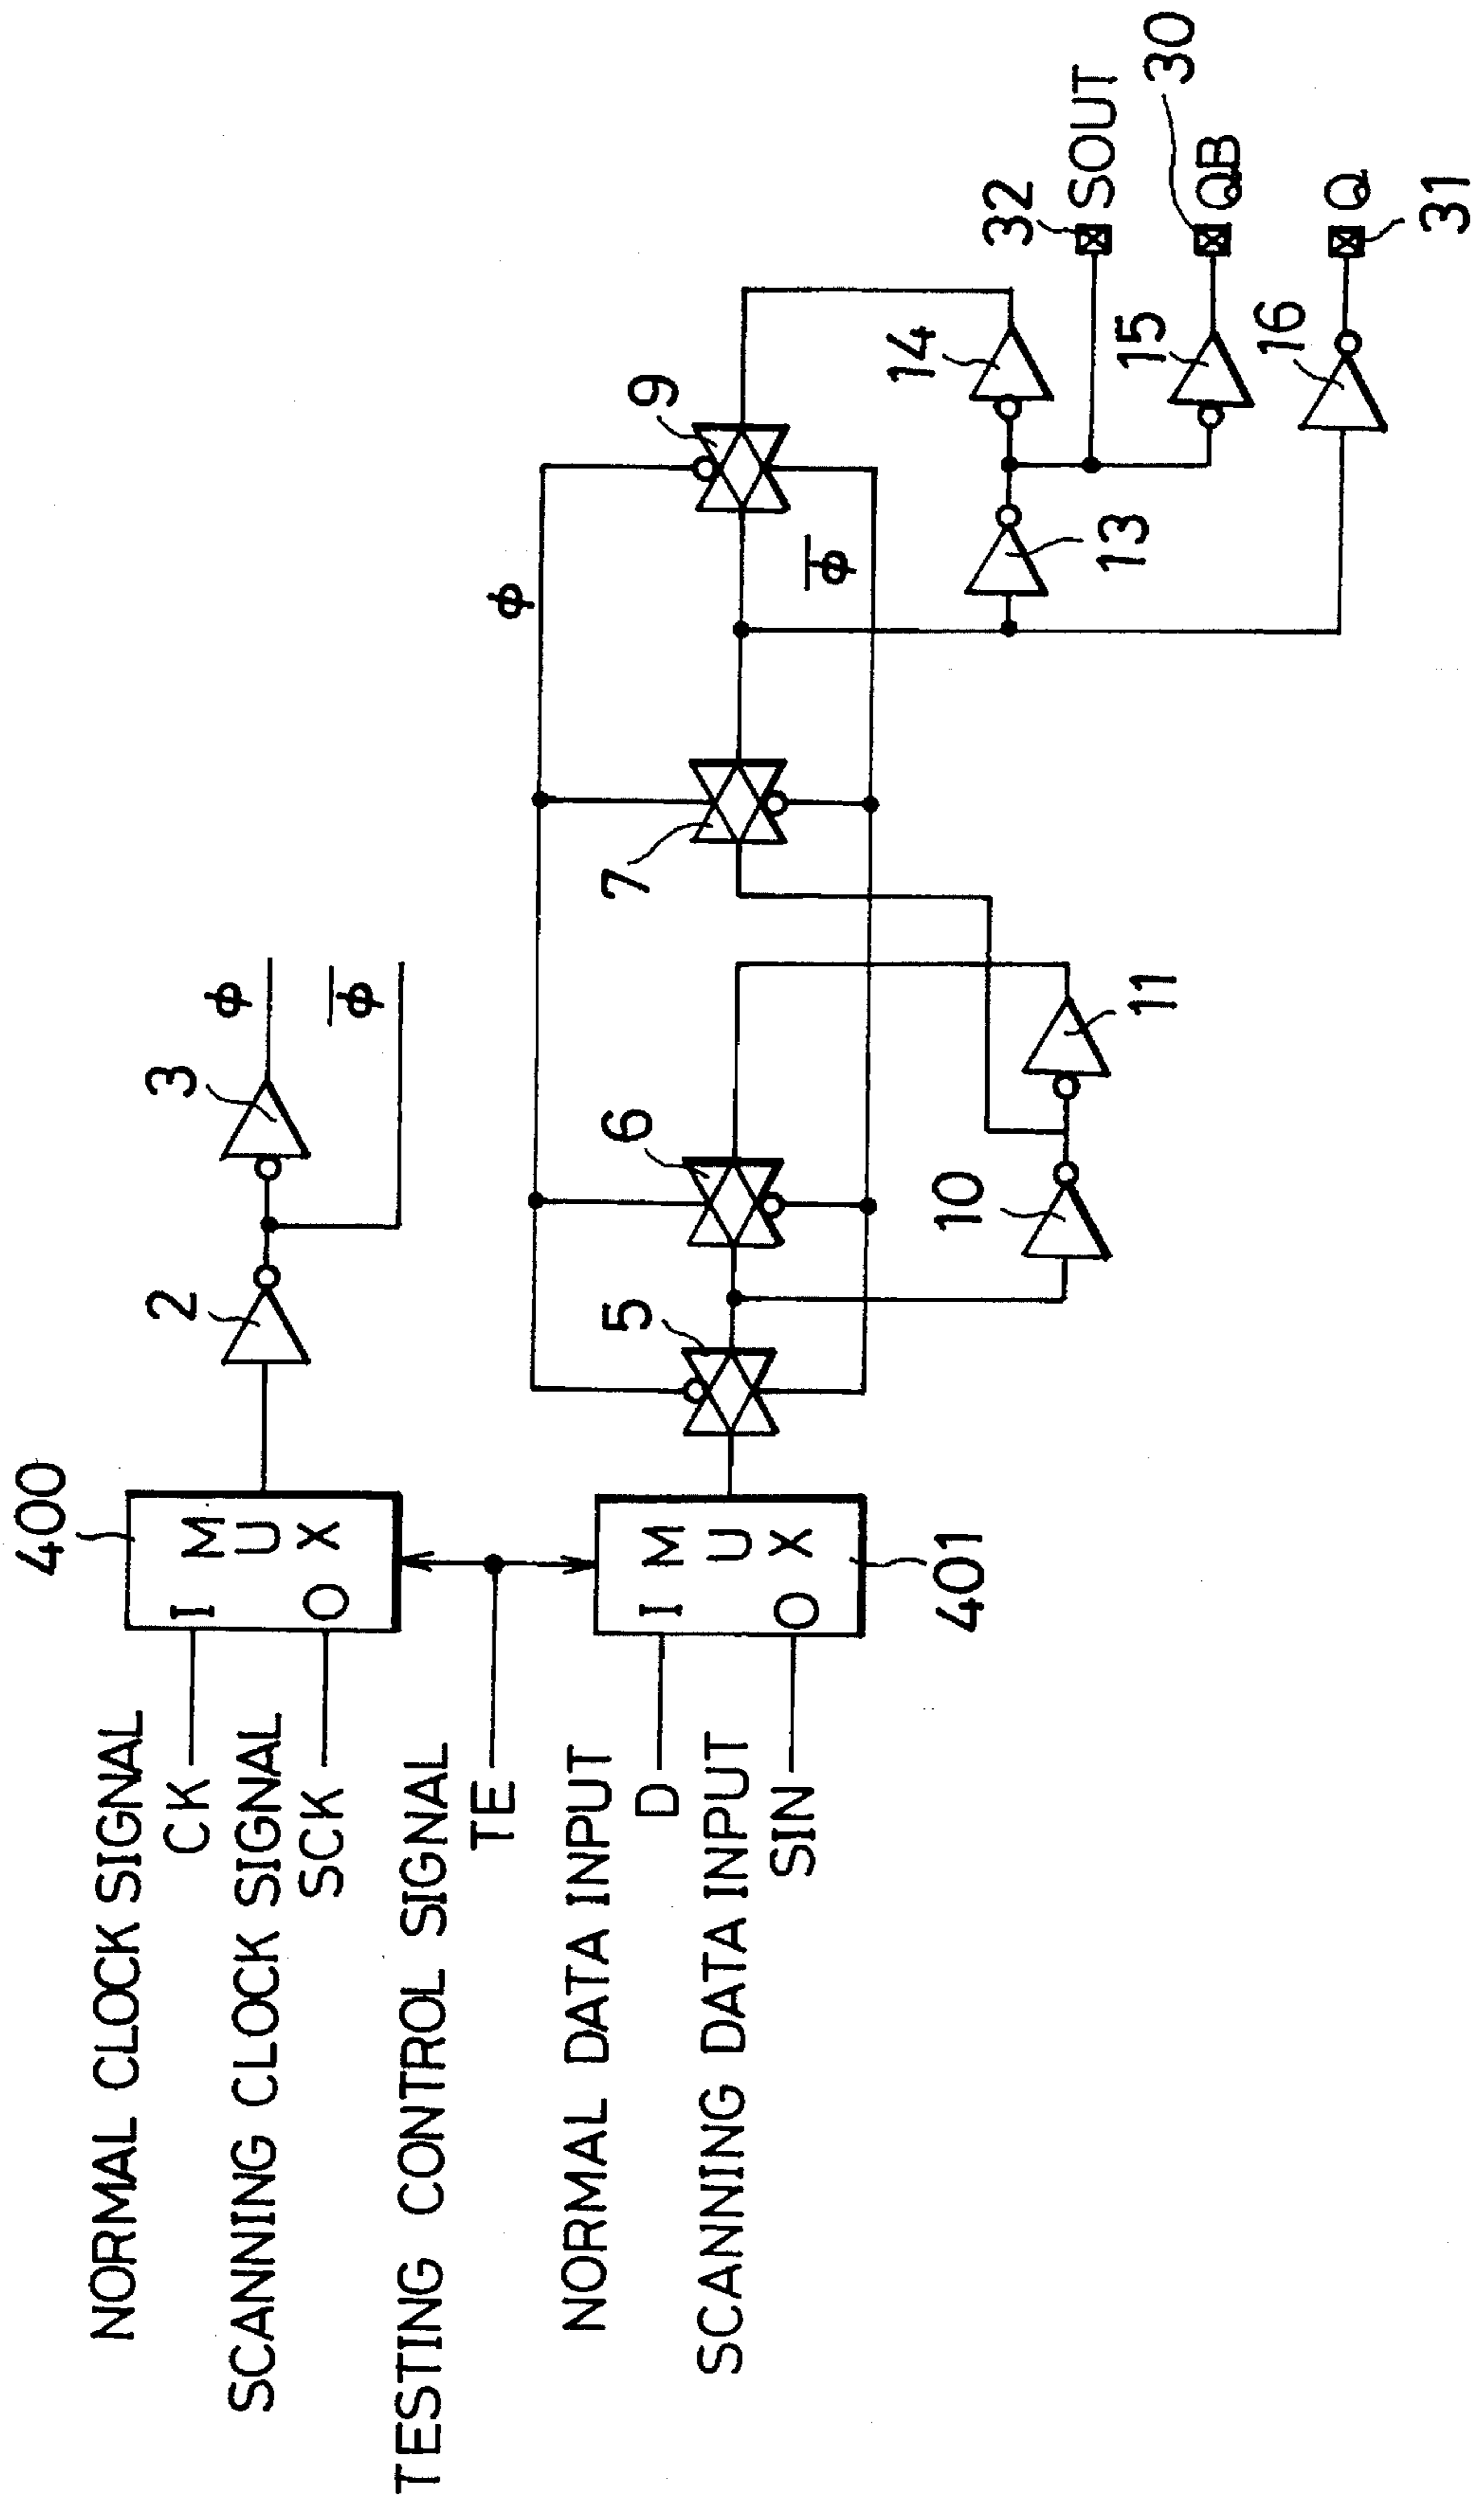 400
NORMAL CLOCK SIGNAL
CK
SCANNING CLOCK SIGNAL
SCK
I
O
MUX
2
3
ϕ
ϕ̅
TESTING CONTROL SIGNAL
TE
NORMAL DATA INPUT
D
SCANNING DATA INPUT
SIN
I
O
MUX
401
5
6
7
9
ϕ
ϕ̅
10
11
13
14
32
SOUT
30
15
QB
16
Q
31